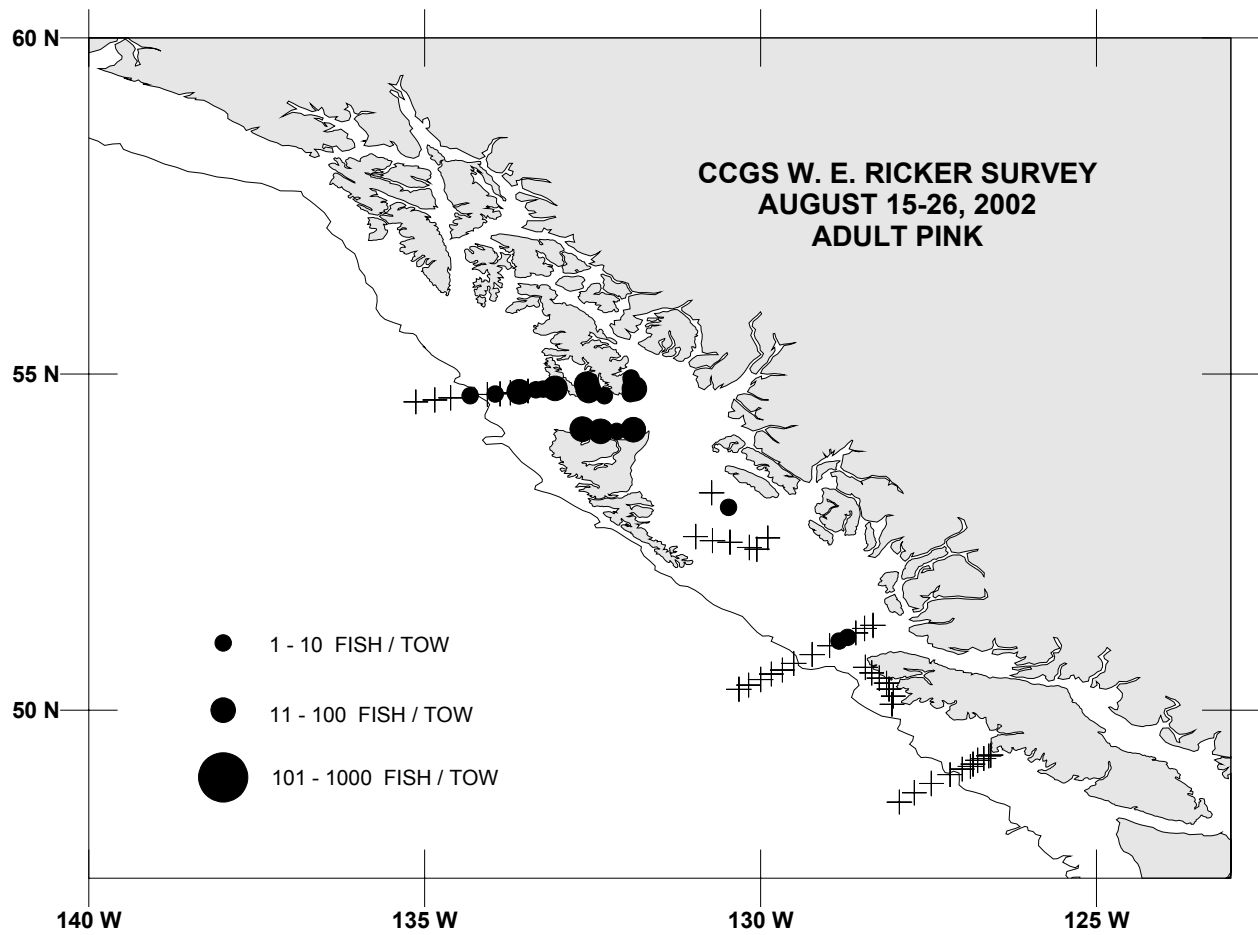 60 N
CCGS W. E. RICKER SURVEY
AUGUST 15-26, 2002
ADULT PINK
55 N
1 - 10 FISH / TOW
50 N
11 - 100 FISH / TOW
101 - 1000 FISH / TOW
140 W
135 W
130 W
125 W